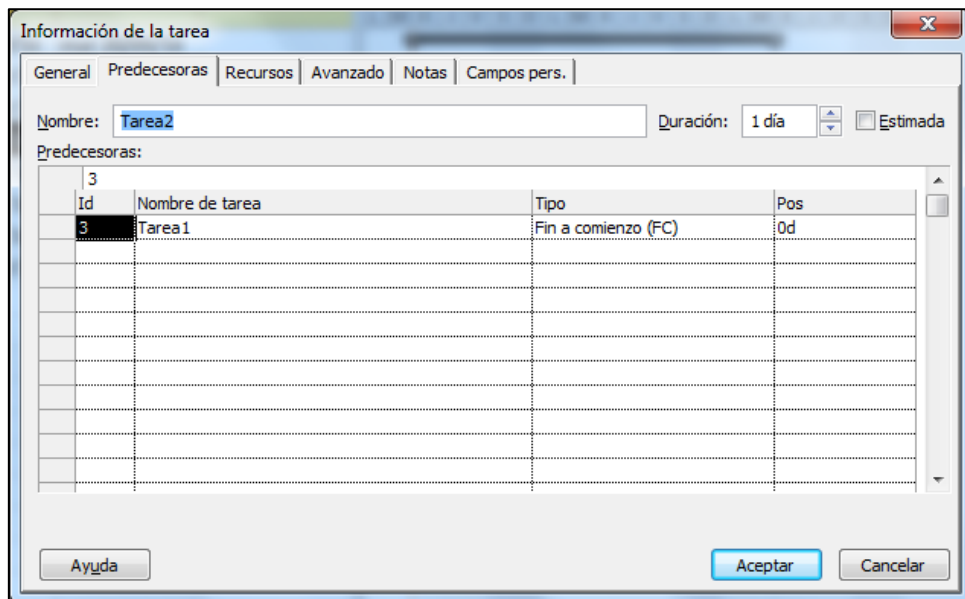 Información de la tarea
General Predecesoras Recursos Avanzado Notas Campos pers.
Nombre: Tarea2 Duración: 1 día Estimada
Predecesoras:
3
Id Nombre de tarea Tipo Pos
3 Tarea1 Fin a comienzo (FC) 0d
Ayuda Aceptar Cancelar